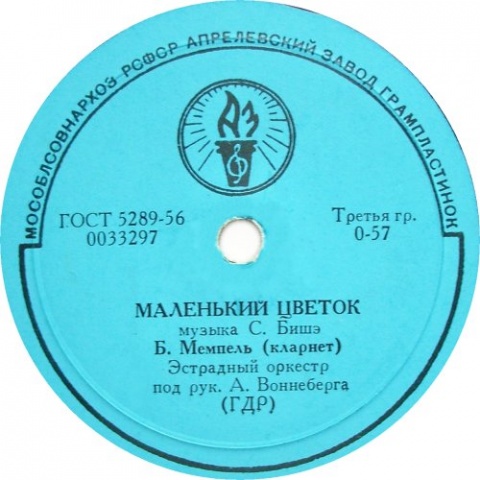 МОСОБЛСОВНАРХОЗ РСФСР АПРЕЛЕВСКИЙ ЗАВОД ГРАМПЛАСТИНОК
АЗ
ГОСТ 5289-56
0033297
Третья гр.
0-57
МАЛЕНЬКИЙ ЦВЕТОК
музыка С. Бишэ
Б. Мемпель (кларнет)
Эстрадный оркестр
под рук. А. Воннеберга
(ГДР)